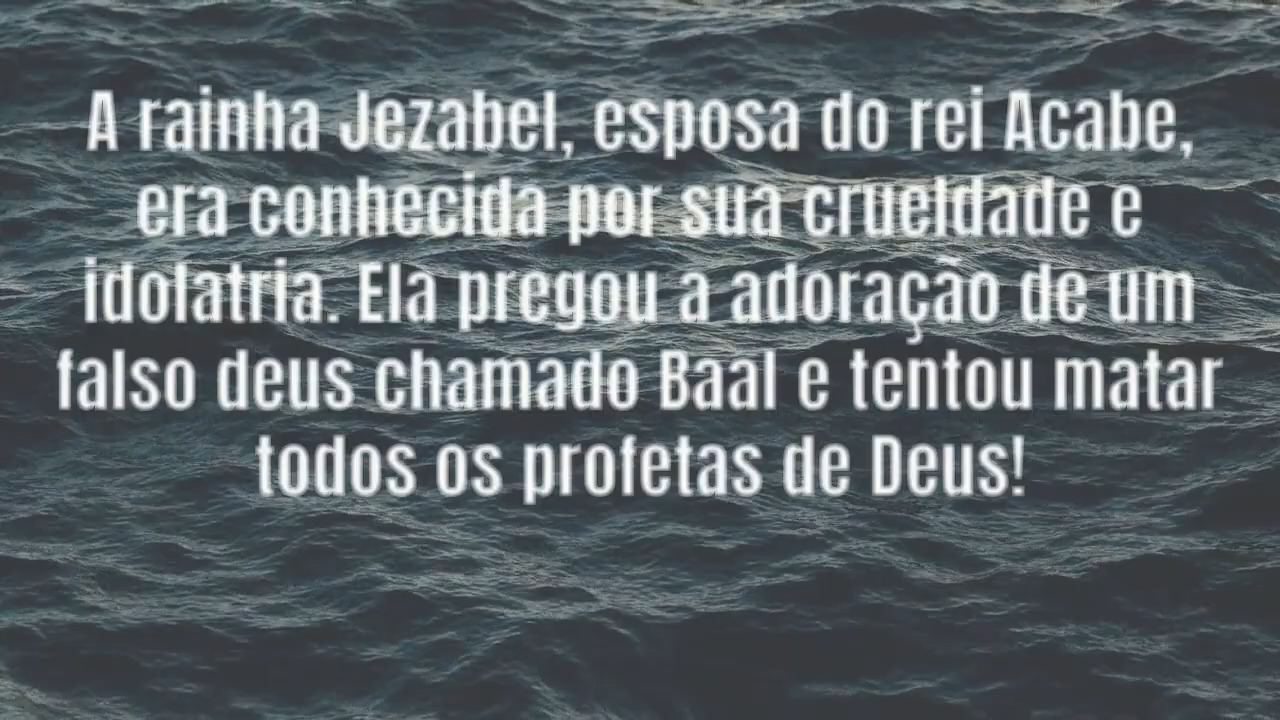 A rainha Jezabel, esposa do rei Acabe,
era conhecida por sua crueldade e
idolatria. Ela pregou a adoração de um
falso deus chamado Baal e tentou matar
todos os profetas de Deus!